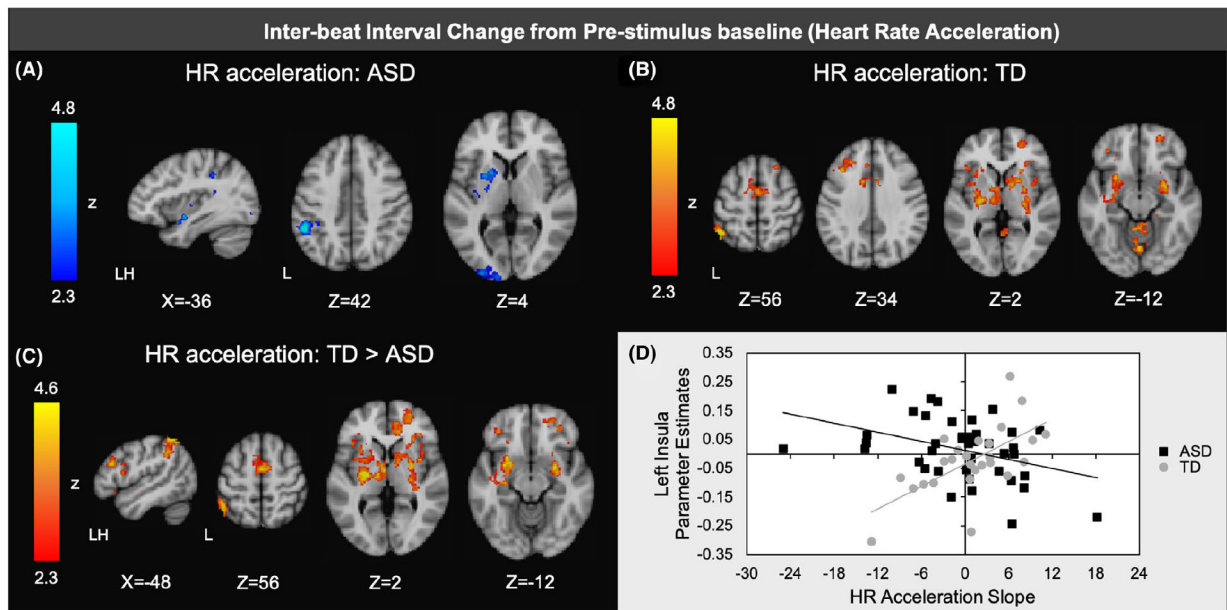 Inter-beat Interval Change from Pre-stimulus baseline (Heart Rate Acceleration)
(A)
HR acceleration: ASD
4.8
z
2.3
LH
L
X=-36
Z=42
Z=4
(B)
HR acceleration: TD
4.8
z
2.3
L
Z=56
Z=34
Z=2
Z=-12
(C)
HR acceleration: TD > ASD
4.6
z
2.3
LH
L
X=-48
Z=56
Z=2
Z=-12
(D)
Left Insula
Parameter Estimates
0.35
0.25
0.15
0.05
-0.05
-0.15
-0.25
-0.35
-30 -24 -18 -12 -6 0 6 12 18 24
HR Acceleration Slope
ASD
TD